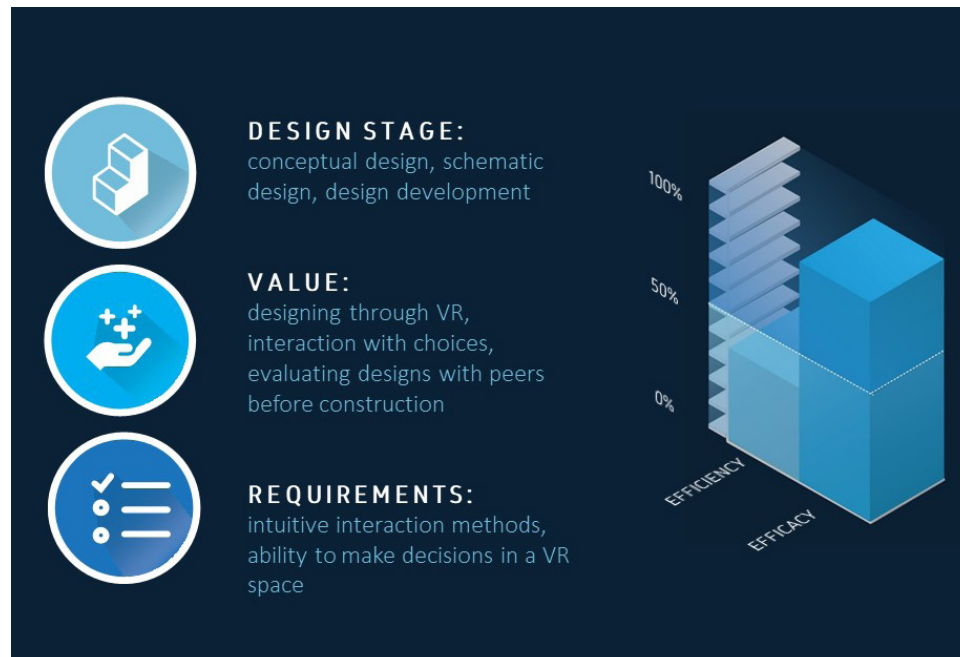 DESIGN STAGE:
conceptual design, schematic
design, design development
VALUE:
designing through VR,
interaction with choices,
evaluating designs with peers
before construction
REQUIREMENTS:
intuitive interaction methods,
ability to make decisions in a VR
space
100%
50%
0%
EFFICIENCY
EFFICACY